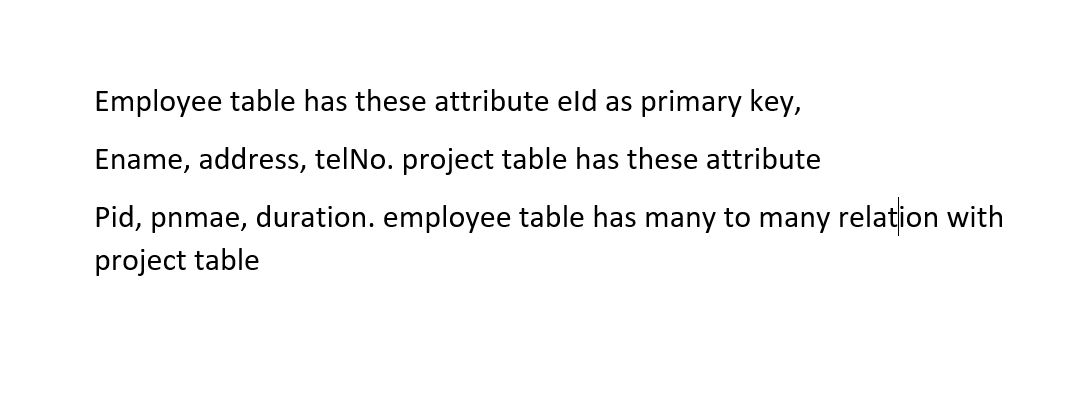 Employee table has these attribute eId as primary key,
Ename, address, telNo. project table has these attribute
Pid, pnmae, duration. employee table has many to many relation with
project table